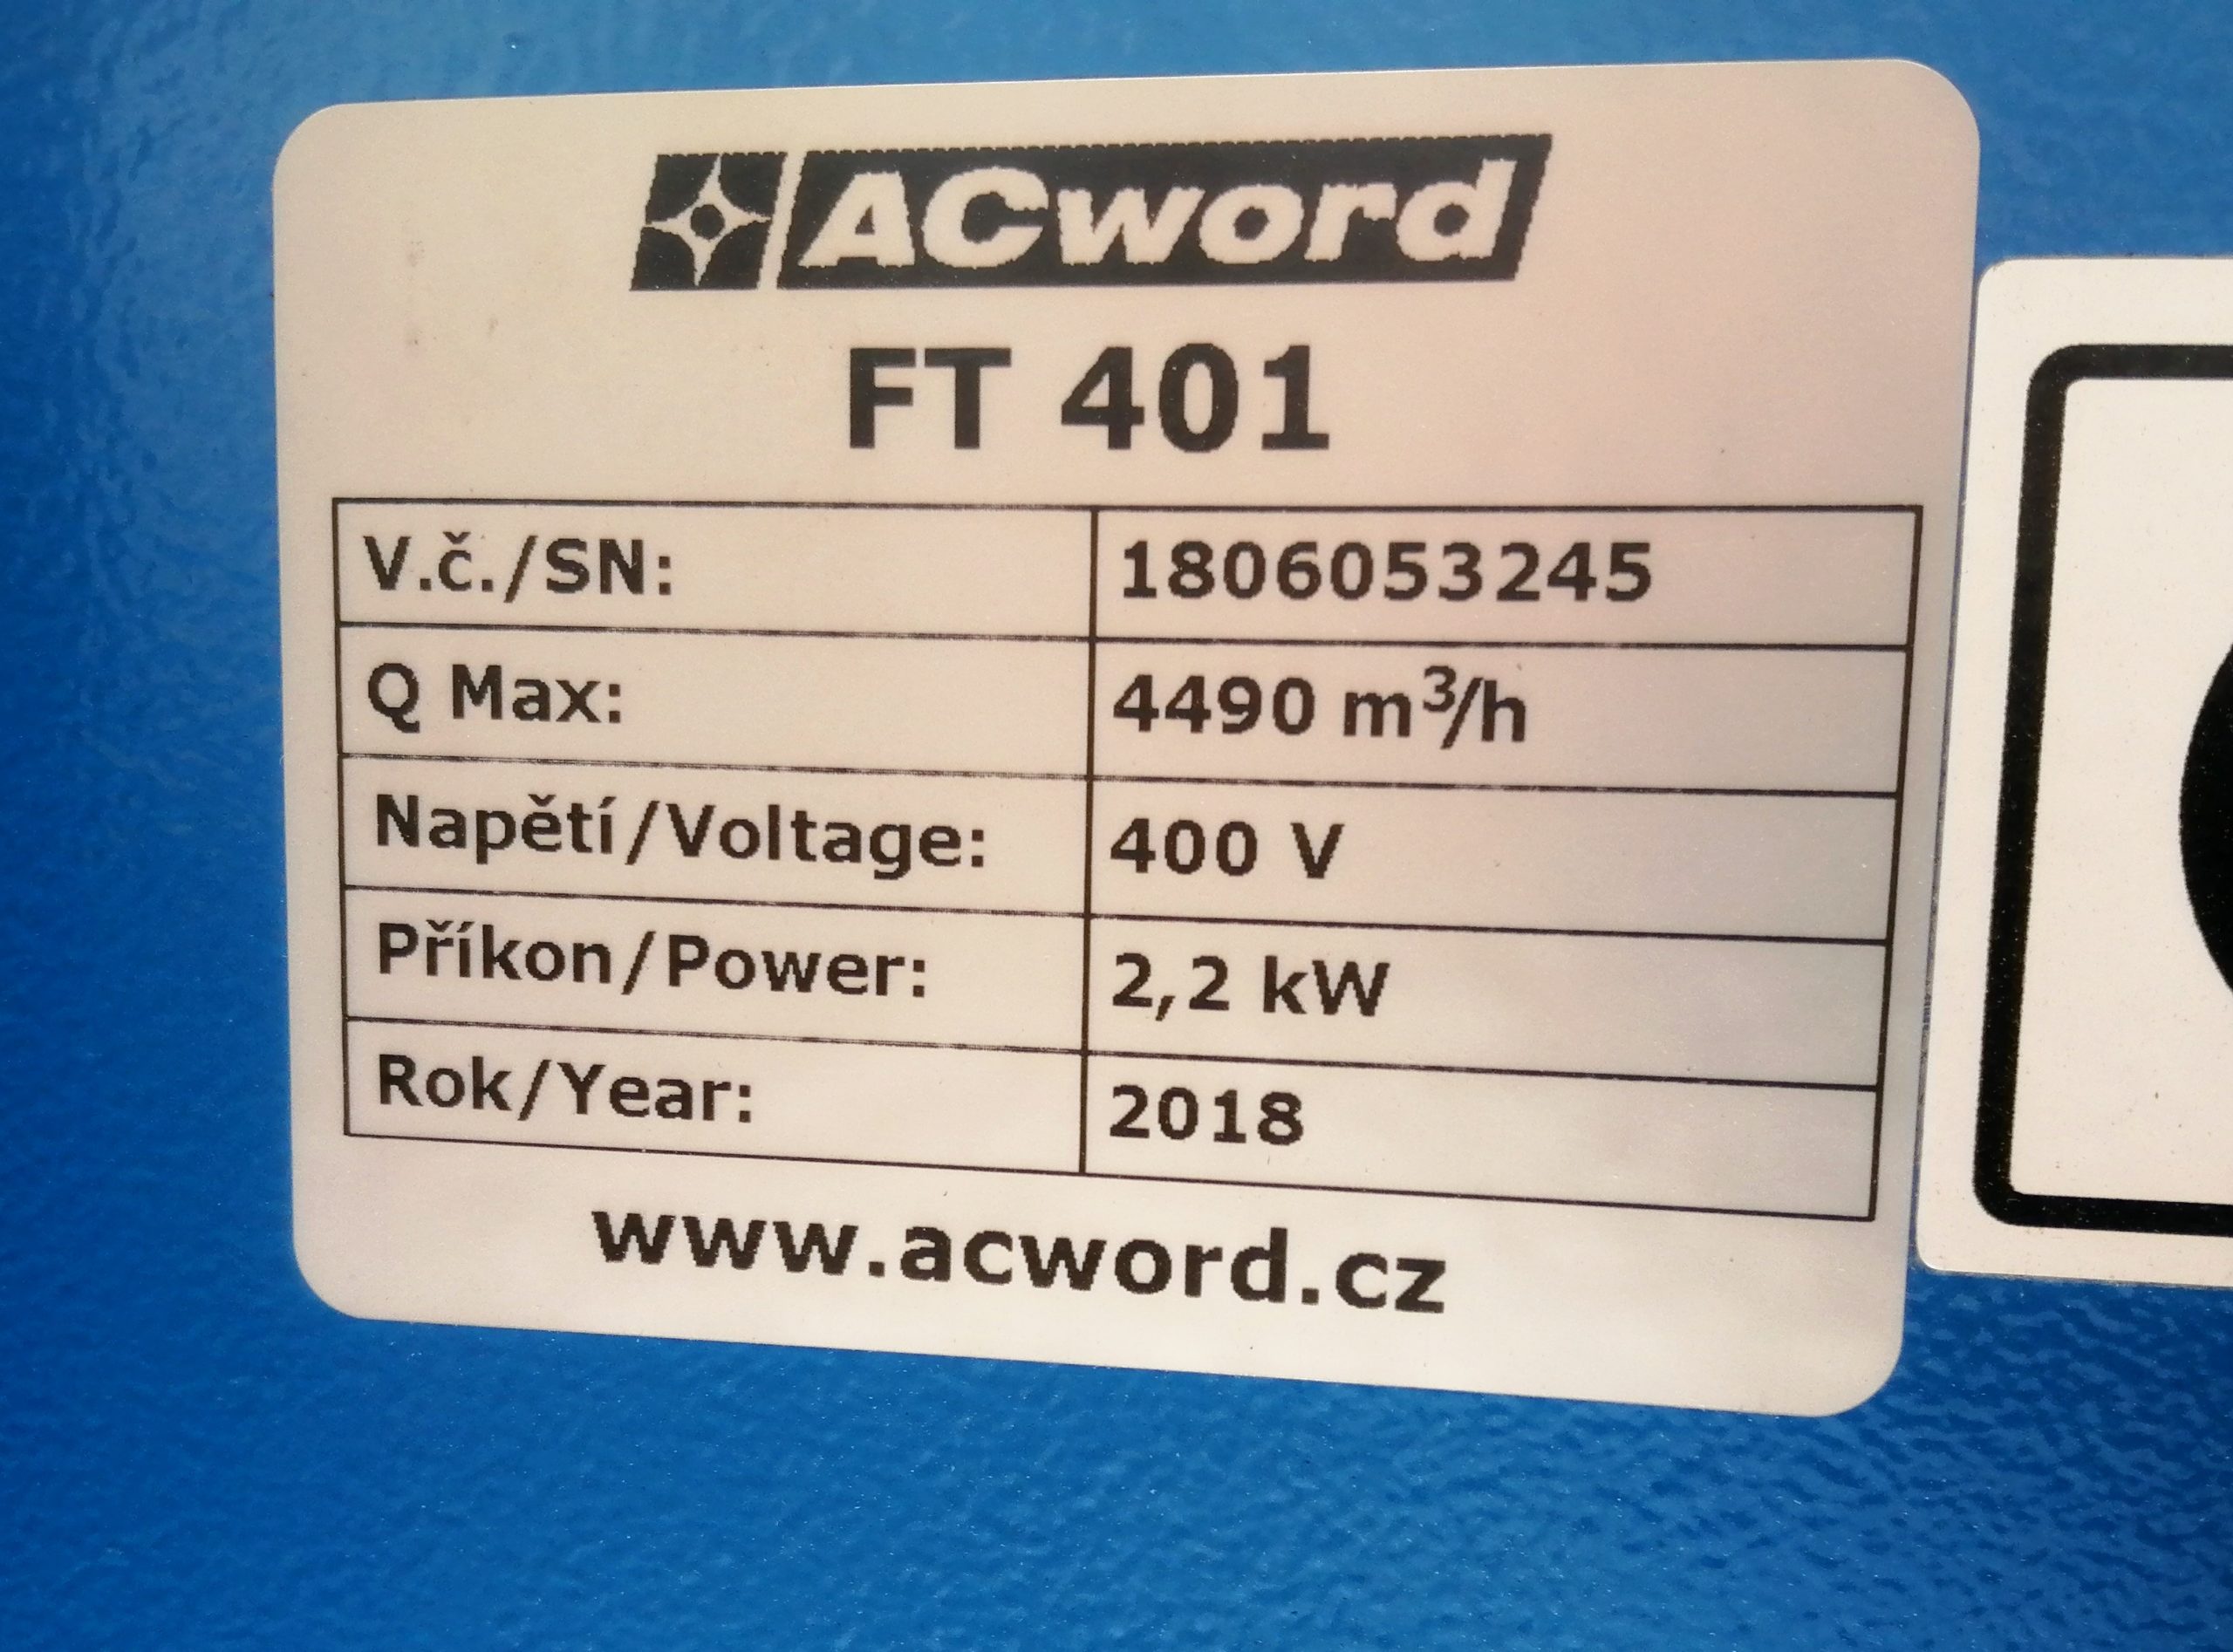 ACword
FT 401
V.č./SN: 1806053245
Q Max: 4490 m³/h
Napětí/Voltage: 400 V
Příkon/Power: 2,2 kW
Rok/Year: 2018
www.acword.cz